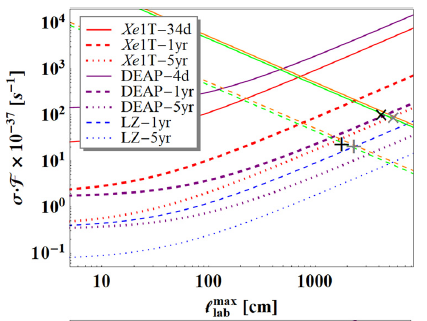 10⁴
10³
10²
10¹
10⁰
10⁻¹
σ·ℱ × 10⁻³⁷ [s⁻¹]
Xe1T−34d
Xe1T−1yr
Xe1T−5yr
DEAP−4d
DEAP−1yr
DEAP−5yr
LZ−1yr
LZ−5yr
10 100 1000
ℓ_lab^max [cm]